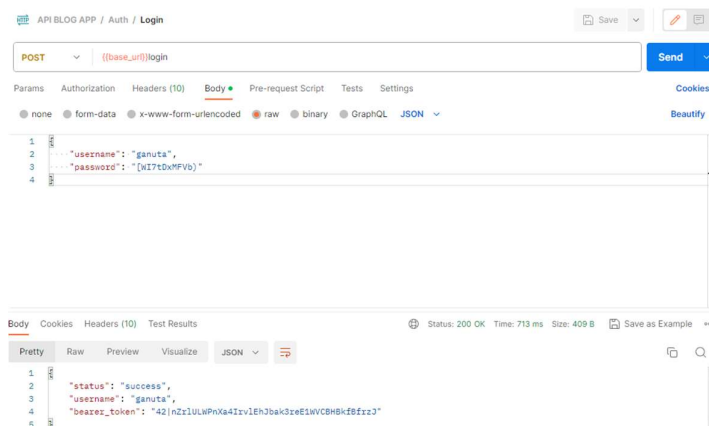 HTTP API BLOG APP / Auth / Login Save
POST {{base_url}}login Send
Params Authorization Headers (10) Body Pre-request Script Tests Settings Cookies
none form-data x-www-form-urlencoded raw binary GraphQL JSON Beautify
1 {
2 "username": "ganuta",
3 "password": "[WI7tDxMFVb)"
4 }
Body Cookies Headers (10) Test Results Status: 200 OK Time: 713 ms Size: 409 B Save as Example
Pretty Raw Preview Visualize JSON
1 {
2 "status": "success",
3 "username": "ganuta",
4 "bearer_token": "42|nZrlULWPnXa4IrvlEhJbak3reE1WVCBHBkfBfrzJ"
5 }